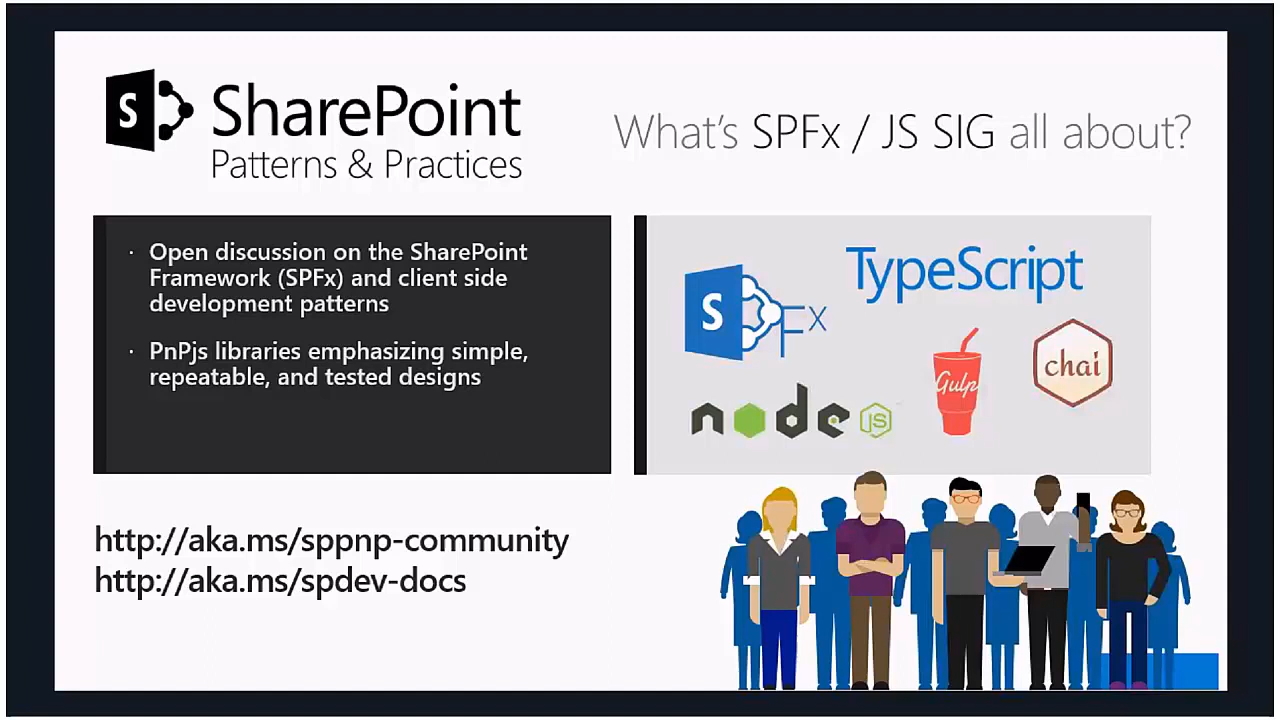 SharePoint
Patterns & Practices
What's SPFx / JS SIG all about?
· Open discussion on the SharePoint
Framework (SPFx) and client side
development patterns
· PnPjs libraries emphasizing simple,
repeatable, and tested designs
S
Fx
TypeScript
node JS
Gulp
chai
http://aka.ms/sppnp-community
http://aka.ms/spdev-docs